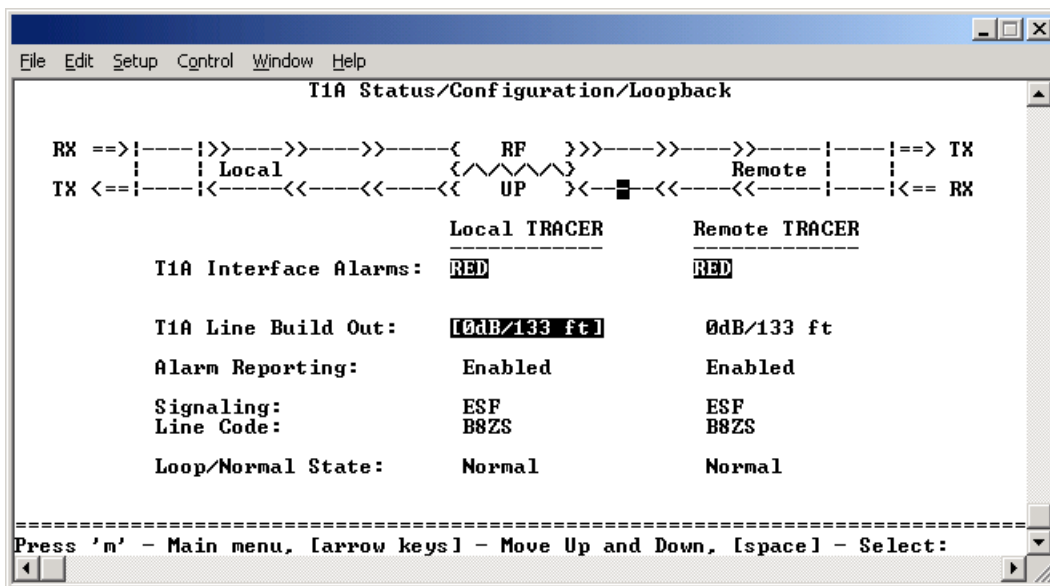 File Edit Setup Control Window Help
T1A Status/Configuration/Loopback
RX ==>|----|>>---->>---->>-----{ RF }>>>---->>----->>-----|----|==> TX
| | Local {/\/\/\/\} Remote | |
TX <==|----|<-----<<----<<----<{ UP }<-----<<----<<-----|----|<== RX
Local TRACER Remote TRACER
------------ -------------
T1A Interface Alarms: RED RED
T1A Line Build Out: [0dB/133 ft] 0dB/133 ft
Alarm Reporting: Enabled Enabled
Signaling: ESF ESF
Line Code: B8ZS B8ZS
Loop/Normal State: Normal Normal
================================================================================
Press 'm' - Main menu, [arrow keys] - Move Up and Down, [space] - Select: